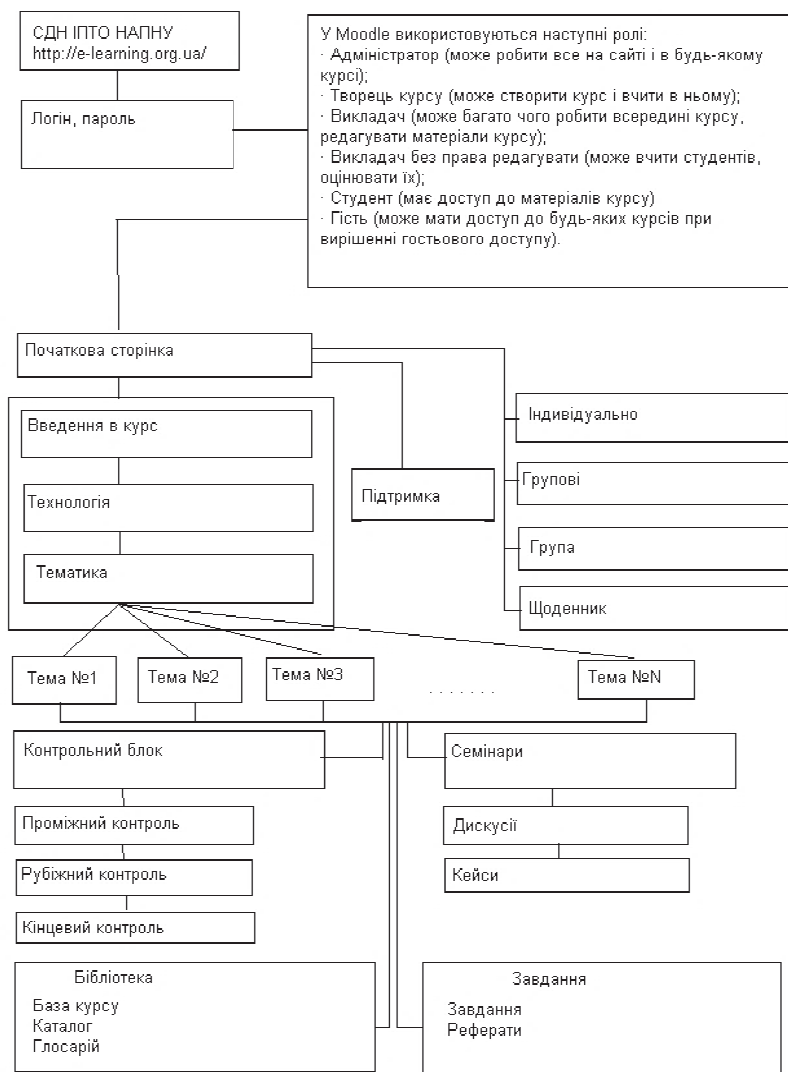 СДН ІПТО НАПНУ
http://e-learning.org.ua/
Логін, пароль
У Moodle використовуються наступні ролі:
· Адміністратор (може робити все на сайті і в будь-якому
курсі);
· Творець курсу (може створити курс і вчити в ньому);
· Викладач (може багато чого робити всередині курсу,
редагувати матеріали курсу);
· Викладач без права редагувати (може вчити студентів,
оцінювати їх);
· Студент (має доступ до матеріалів курсу)
· Гість (може мати доступ до будь-яких курсів при
вирішенні гостьового доступу).
Початкова сторінка
Введення в курс
Технологія
Тематика
Підтримка
Індивідуально
Групові
Група
Щоденник
Тема №1
Тема №2
Тема №3
. . . . . . .
Тема №N
Контрольний блок
Проміжний контроль
Рубіжний контроль
Кінцевий контроль
Семінари
Дискусії
Кейси
Бібліотека
База курсу
Каталог
Глосарій
Завдання
Завдання
Реферати